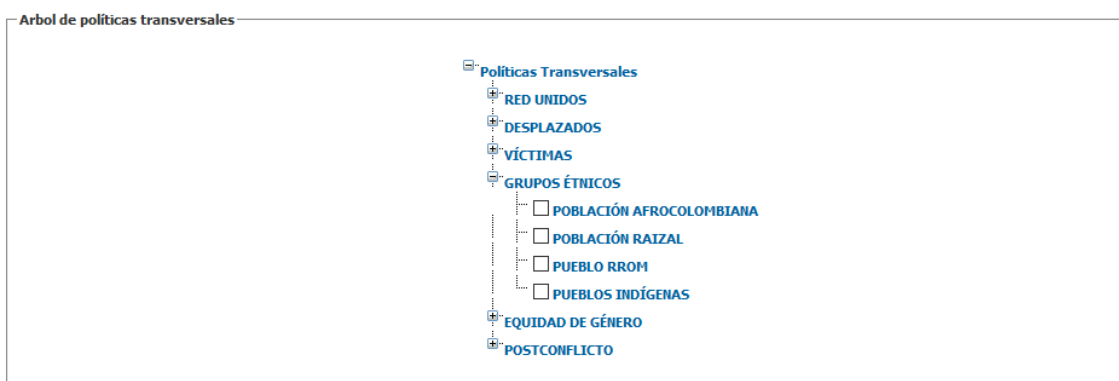 Arbol de políticas transversales
Políticas Transversales
RED UNIDOS
DESPLAZADOS
VÍCTIMAS
GRUPOS ÉTNICOS
POBLACIÓN AFROCOLOMBIANA
POBLACIÓN RAIZAL
PUEBLO RROM
PUEBLOS INDÍGENAS
EQUIDAD DE GÉNERO
POSTCONFLICTO